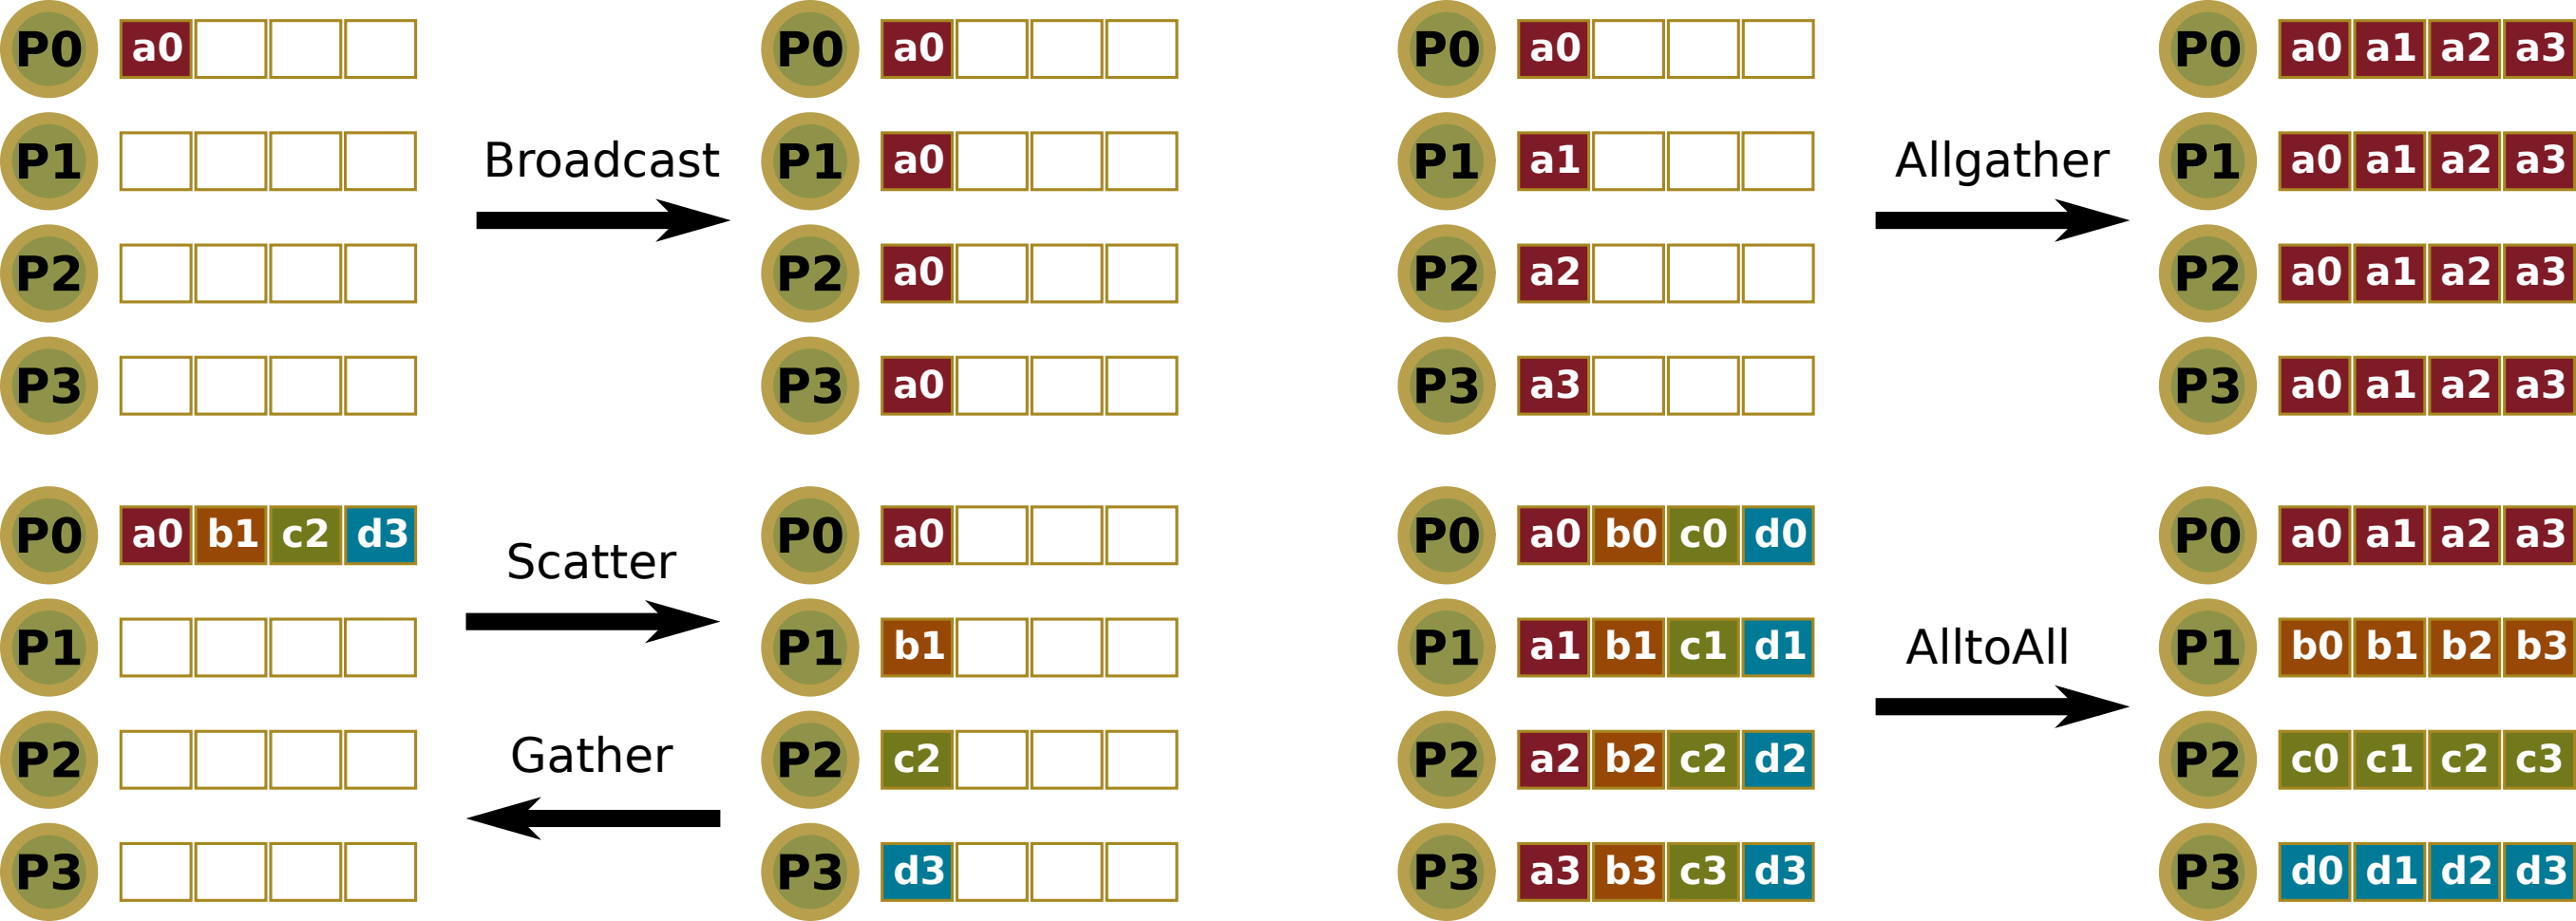 P0 a0
P1
P2
P3
Broadcast
P0 a0
P1 a0
P2 a0
P3 a0
P0 a0
P1 a1
P2 a2
P3 a3
Allgather
P0 a0 a1 a2 a3
P1 a0 a1 a2 a3
P2 a0 a1 a2 a3
P3 a0 a1 a2 a3
P0 a0 b1 c2 d3
P1
P2
P3
Scatter
Gather
P0 a0
P1 b1
P2 c2
P3 d3
P0 a0 b0 c0 d0
P1 a1 b1 c1 d1
P2 a2 b2 c2 d2
P3 a3 b3 c3 d3
AlltoAll
P0 a0 a1 a2 a3
P1 b0 b1 b2 b3
P2 c0 c1 c2 c3
P3 d0 d1 d2 d3